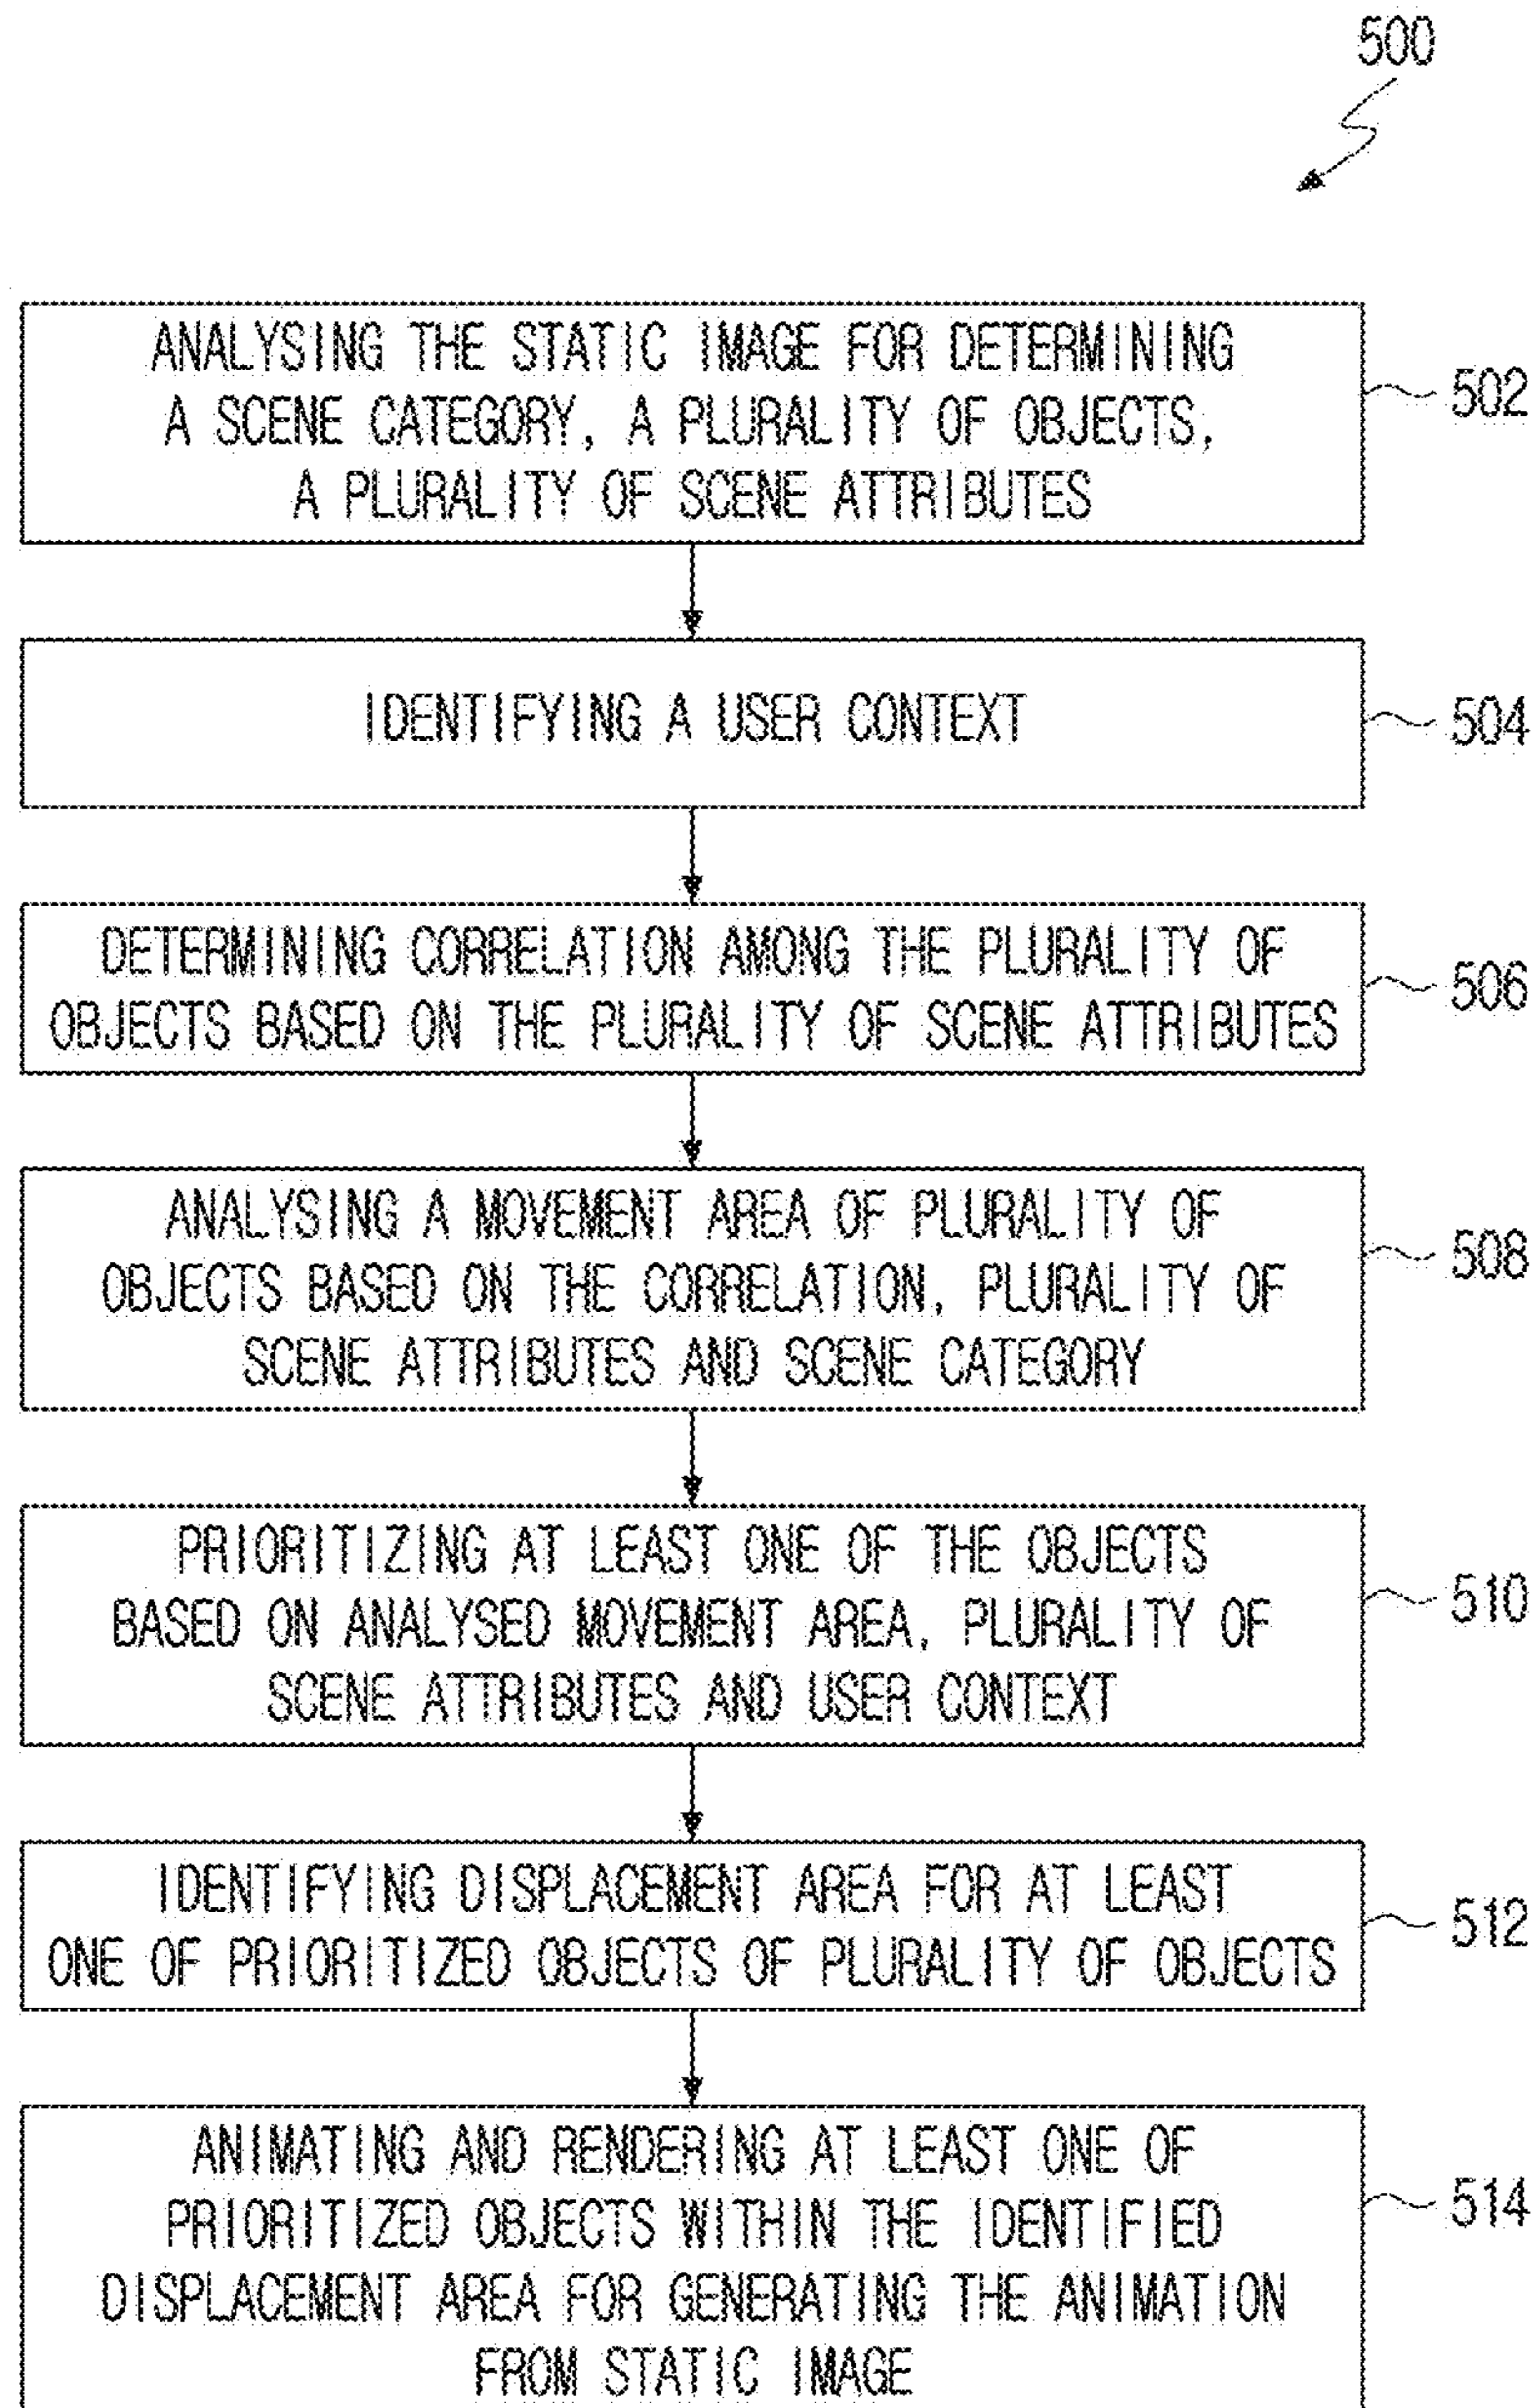 500
ANALYSING THE STATIC IMAGE FOR DETERMINING
A SCENE CATEGORY, A PLURALITY OF OBJECTS,
A PLURALITY OF SCENE ATTRIBUTES
502
IDENTIFYING A USER CONTEXT
504
DETERMINING CORRELATION AMONG THE PLURALITY OF
OBJECTS BASED ON THE PLURALITY OF SCENE ATTRIBUTES
506
ANALYSING A MOVEMENT AREA OF PLURALITY OF
OBJECTS BASED ON THE CORRELATION, PLURALITY OF
SCENE ATTRIBUTES AND SCENE CATEGORY
508
PRIORITIZING AT LEAST ONE OF THE OBJECTS
BASED ON ANALYSED MOVEMENT AREA, PLURALITY OF
SCENE ATTRIBUTES AND USER CONTEXT
510
IDENTIFYING DISPLACEMENT AREA FOR AT LEAST
ONE OF PRIORITIZED OBJECTS OF PLURALITY OF OBJECTS
512
ANIMATING AND RENDERING AT LEAST ONE OF
PRIORITIZED OBJECTS WITHIN THE IDENTIFIED
DISPLACEMENT AREA FOR GENERATING THE ANIMATION
FROM STATIC IMAGE
514